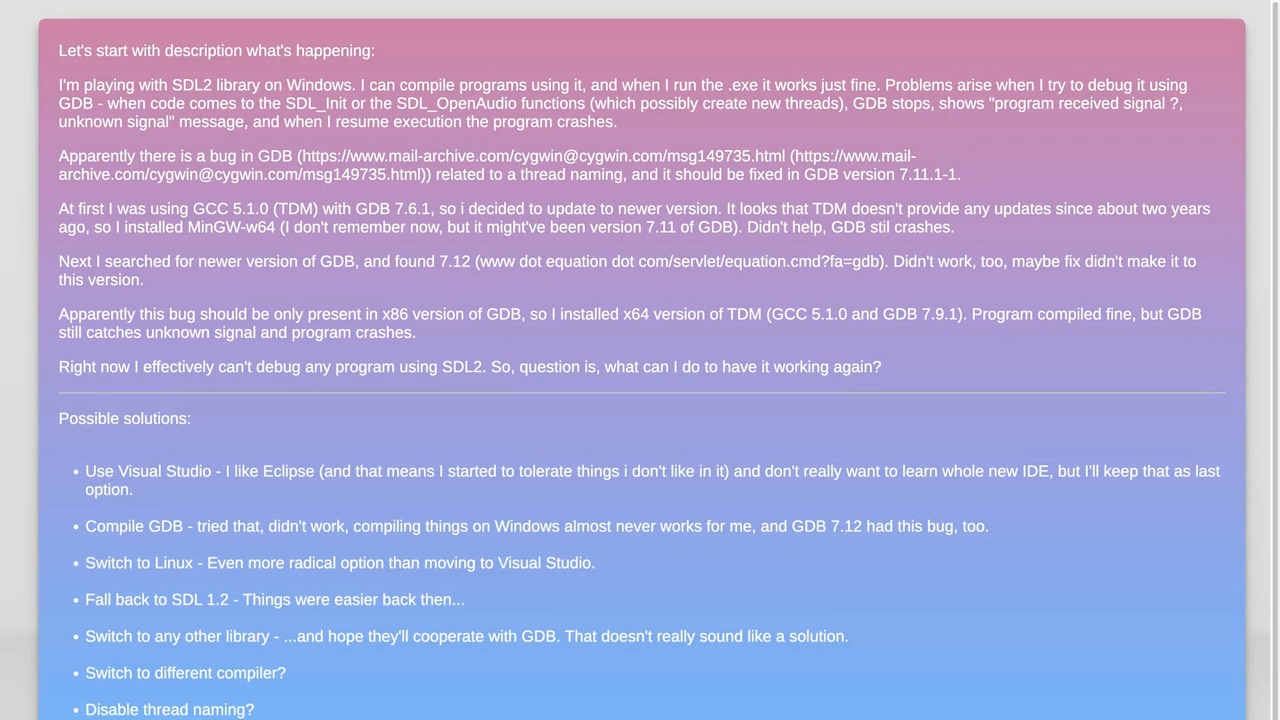 Let's start with description what's happening:
I'm playing with SDL2 library on Windows. I can compile programs using it, and when I run the .exe it works just fine. Problems arise when I try to debug it using
GDB - when code comes to the SDL_Init or the SDL_OpenAudio functions (which possibly create new threads), GDB stops, shows "program received signal ?,
unknown signal" message, and when I resume execution the program crashes.
Apparently there is a bug in GDB (https://www.mail-archive.com/cygwin@cygwin.com/msg149735.html (https://www.mail-
archive.com/cygwin@cygwin.com/msg149735.html)) related to a thread naming, and it should be fixed in GDB version 7.11.1-1.
At first I was using GCC 5.1.0 (TDM) with GDB 7.6.1, so i decided to update to newer version. It looks that TDM doesn't provide any updates since about two years
ago, so I installed MinGW-w64 (I don't remember now, but it might've been version 7.11 of GDB). Didn't help, GDB stil crashes.
Next I searched for newer version of GDB, and found 7.12 (www dot equation dot com/servlet/equation.cmd?fa=gdb). Didn't work, too, maybe fix didn't make it to
this version.
Apparently this bug should be only present in x86 version of GDB, so I installed x64 version of TDM (GCC 5.1.0 and GDB 7.9.1). Program compiled fine, but GDB
still catches unknown signal and program crashes.
Right now I effectively can't debug any program using SDL2. So, question is, what can I do to have it working again?
Possible solutions:
• Use Visual Studio - I like Eclipse (and that means I started to tolerate things i don't like in it) and don't really want to learn whole new IDE, but I'll keep that as last
option.
• Compile GDB - tried that, didn't work, compiling things on Windows almost never works for me, and GDB 7.12 had this bug, too.
• Switch to Linux - Even more radical option than moving to Visual Studio.
• Fall back to SDL 1.2 - Things were easier back then...
• Switch to any other library - ...and hope they'll cooperate with GDB. That doesn't really sound like a solution.
• Switch to different compiler?
• Disable thread naming?